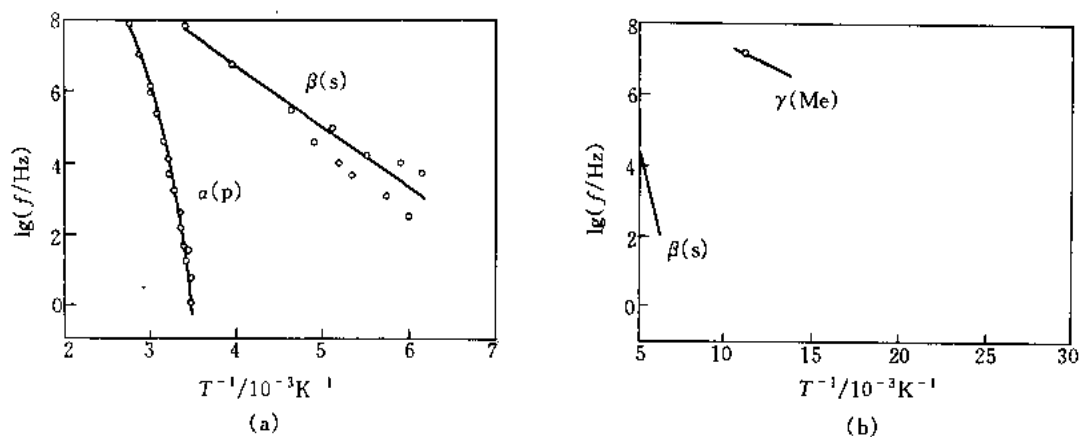 8
6
4
2
0
lg(f/Hz)
β(s)
α(p)
2 3 4 5 6 7
T⁻¹/10⁻³K⁻¹
(a)
8
6
4
2
0
lg(f/Hz)
γ(Me)
β(s)
5 10 15 20 25 30
T⁻¹/10⁻³K⁻¹
(b)